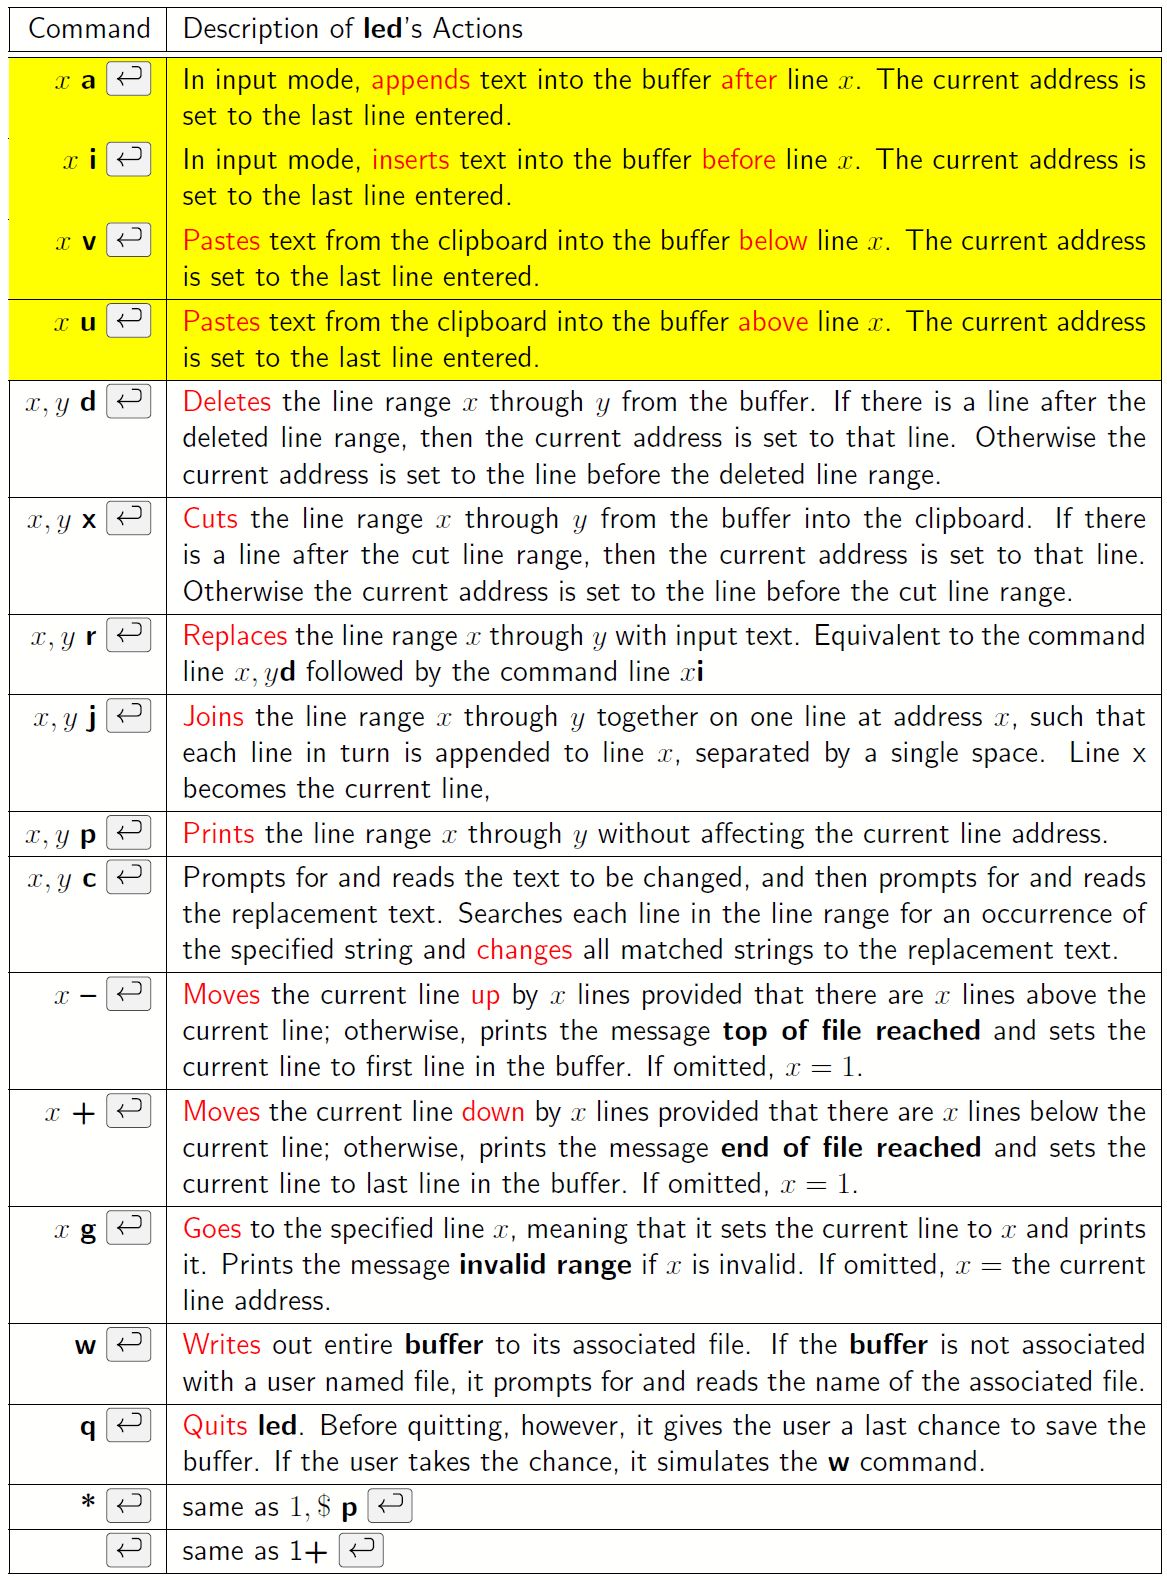 Command Description of led's Actions
x a ↩ In input mode, appends text into the buffer after line x. The current address is
set to the last line entered.
x i ↩ In input mode, inserts text into the buffer before line x. The current address is
set to the last line entered.
x v ↩ Pastes text from the clipboard into the buffer below line x. The current address
is set to the last line entered.
x u ↩ Pastes text from the clipboard into the buffer above line x. The current address
is set to the last line entered.
x, y d ↩ Deletes the line range x through y from the buffer. If there is a line after the
deleted line range, then the current address is set to that line. Otherwise the
current address is set to the line before the deleted line range.
x, y x ↩ Cuts the line range x through y from the buffer into the clipboard. If there
is a line after the cut line range, then the current address is set to that line.
Otherwise the current address is set to the line before the cut line range.
x, y r ↩ Replaces the line range x through y with input text. Equivalent to the command
line x, yd followed by the command line xi
x, y j ↩ Joins the line range x through y together on one line at address x, such that
each line in turn is appended to line x, separated by a single space. Line x
becomes the current line,
x, y p ↩ Prints the line range x through y without affecting the current line address.
x, y c ↩ Prompts for and reads the text to be changed, and then prompts for and reads
the replacement text. Searches each line in the line range for an occurrence of
the specified string and changes all matched strings to the replacement text.
x – ↩ Moves the current line up by x lines provided that there are x lines above the
current line; otherwise, prints the message top of file reached and sets the
current line to first line in the buffer. If omitted, x = 1.
x + ↩ Moves the current line down by x lines provided that there are x lines below the
current line; otherwise, prints the message end of file reached and sets the
current line to last line in the buffer. If omitted, x = 1.
x g ↩ Goes to the specified line x, meaning that it sets the current line to x and prints
it. Prints the message invalid range if x is invalid. If omitted, x = the current
line address.
w ↩ Writes out entire buffer to its associated file. If the buffer is not associated
with a user named file, it prompts for and reads the name of the associated file.
q ↩ Quits led. Before quitting, however, it gives the user a last chance to save the
buffer. If the user takes the chance, it simulates the w command.
* ↩ same as 1, $ p ↩
↩ same as 1+ ↩